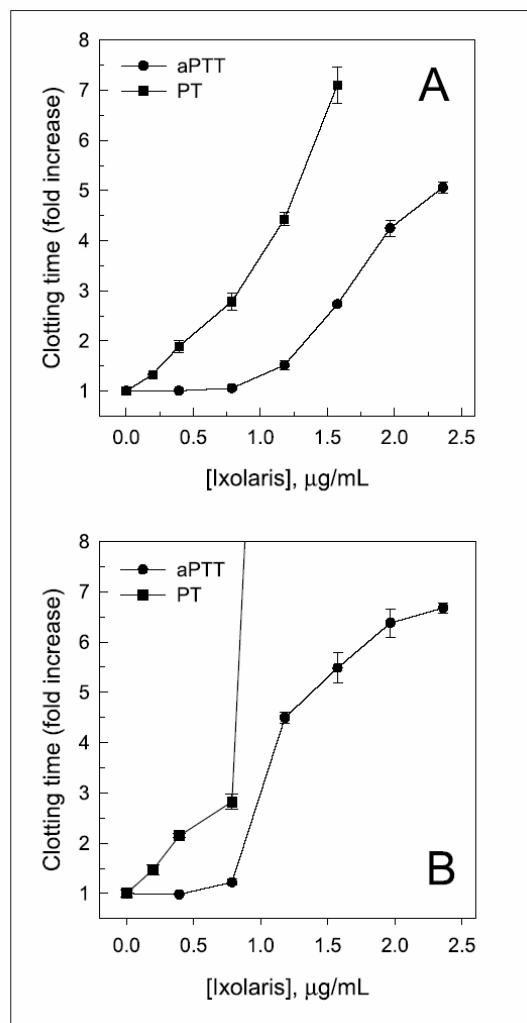 8
7
6
5
4
3
2
1
aPTT
PT
A
Clotting time (fold increase)
0.0 0.5 1.0 1.5 2.0 2.5
[Ixolaris], μg/mL
8
7
6
5
4
3
2
1
aPTT
PT
B
Clotting time (fold increase)
0.0 0.5 1.0 1.5 2.0 2.5
[Ixolaris], μg/mL